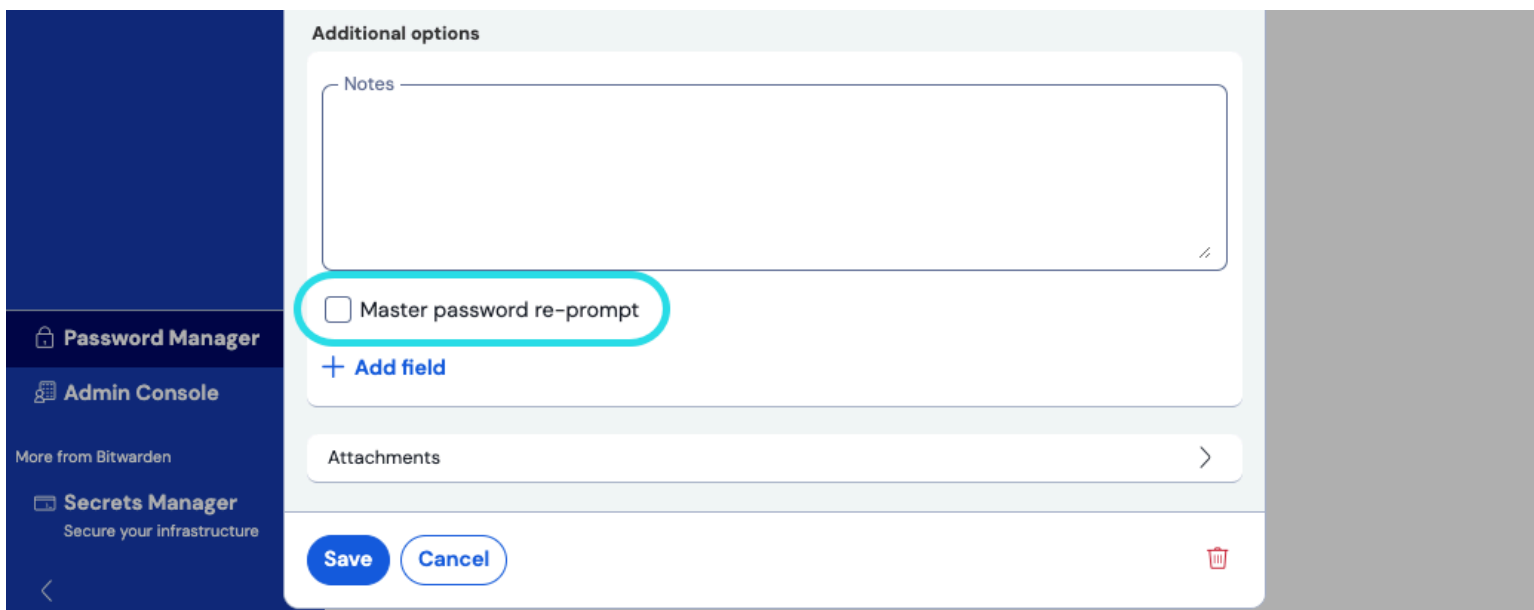 Additional options
Notes
Master password re-prompt
Add field
Attachments
Save
Cancel
Password Manager
Admin Console
More from Bitwarden
Secrets Manager
Secure your infrastructure